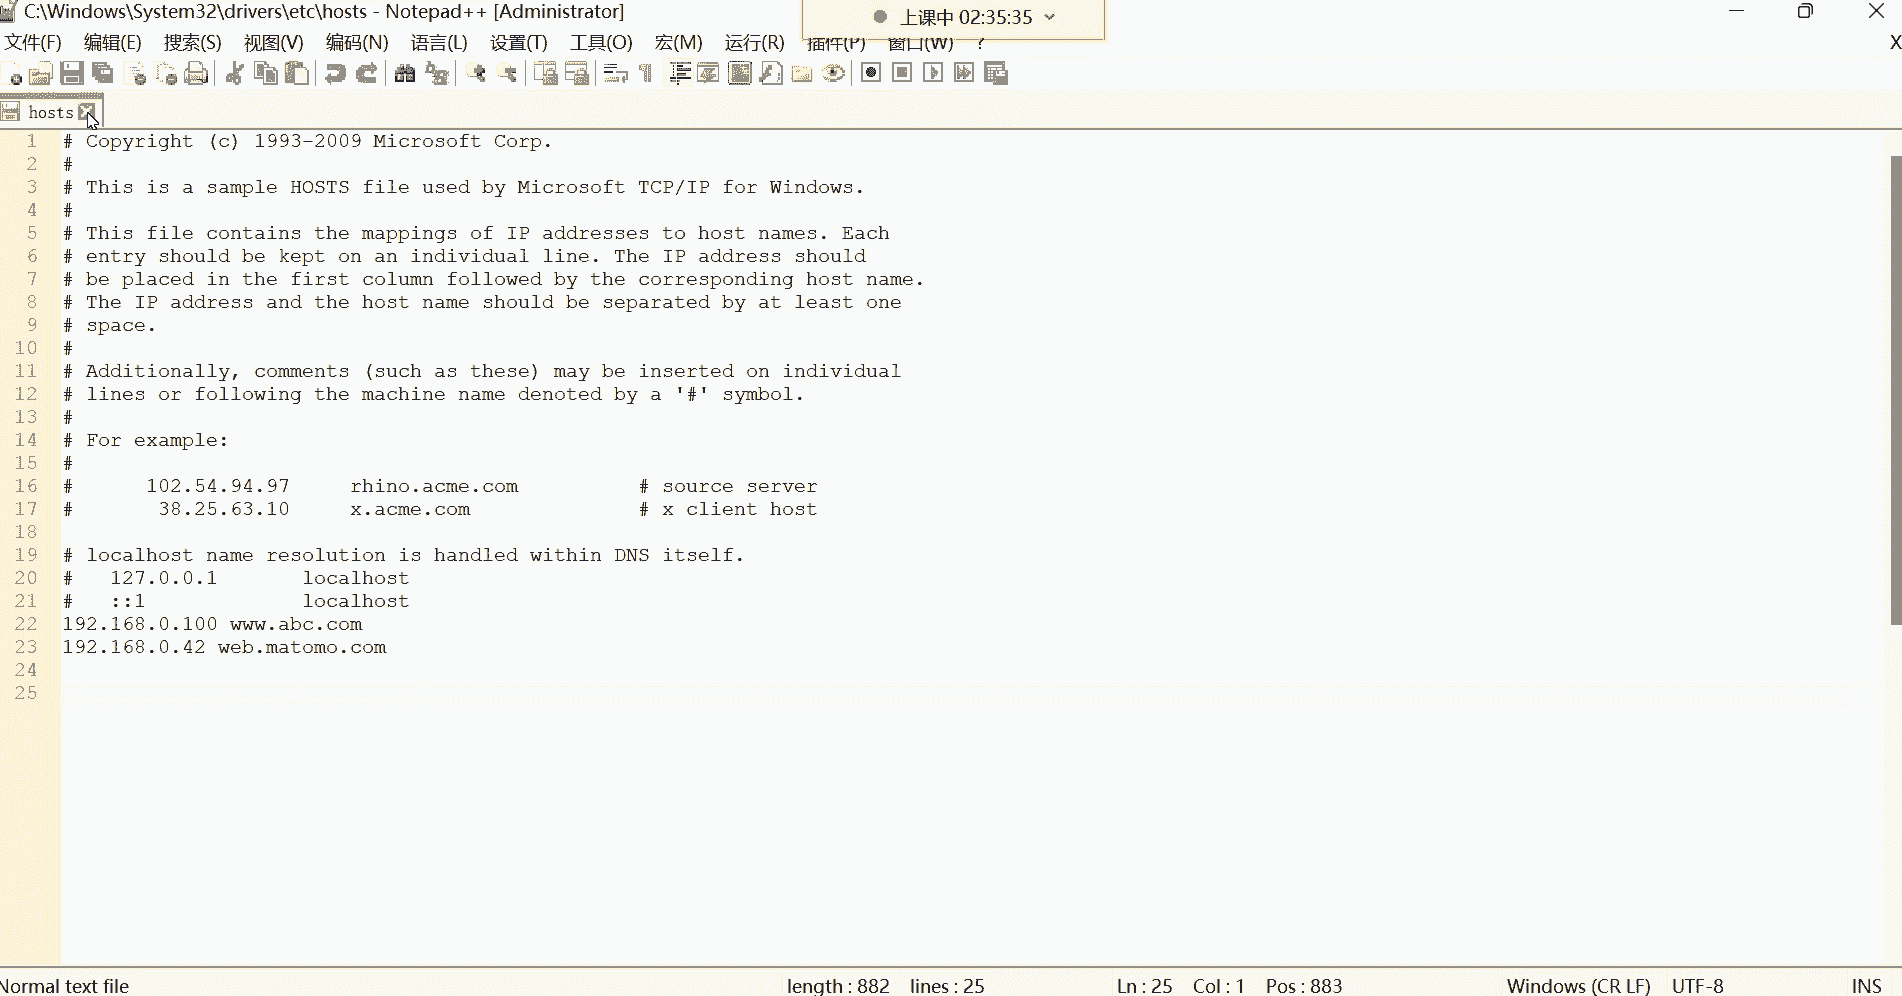 C:\Windows\System32\drivers\etc\hosts - Notepad++ [Administrator]
上课中 02:35:35
文件(F) 编辑(E) 搜索(S) 视图(V) 编码(N) 语言(L) 设置(T) 工具(O) 宏(M) 运行(R) 插件(P) 窗口(W) ? X
hosts
1 # Copyright (c) 1993-2009 Microsoft Corp.
2 #
3 # This is a sample HOSTS file used by Microsoft TCP/IP for Windows.
4 #
5 # This file contains the mappings of IP addresses to host names. Each
6 # entry should be kept on an individual line. The IP address should
7 # be placed in the first column followed by the corresponding host name.
8 # The IP address and the host name should be separated by at least one
9 # space.
10 #
11 # Additionally, comments (such as these) may be inserted on individual
12 # lines or following the machine name denoted by a '#' symbol.
13 #
14 # For example:
15 #
16 # 102.54.94.97 rhino.acme.com # source server
17 # 38.25.63.10 x.acme.com # x client host
18
19 # localhost name resolution is handled within DNS itself.
20 # 127.0.0.1 localhost
21 # ::1 localhost
22 192.168.0.100 www.abc.com
23 192.168.0.42 web.matomo.com
24
25
Normal text file length : 882 lines : 25 Ln : 25 Col : 1 Pos : 883 Windows (CR LF) UTF-8 INS